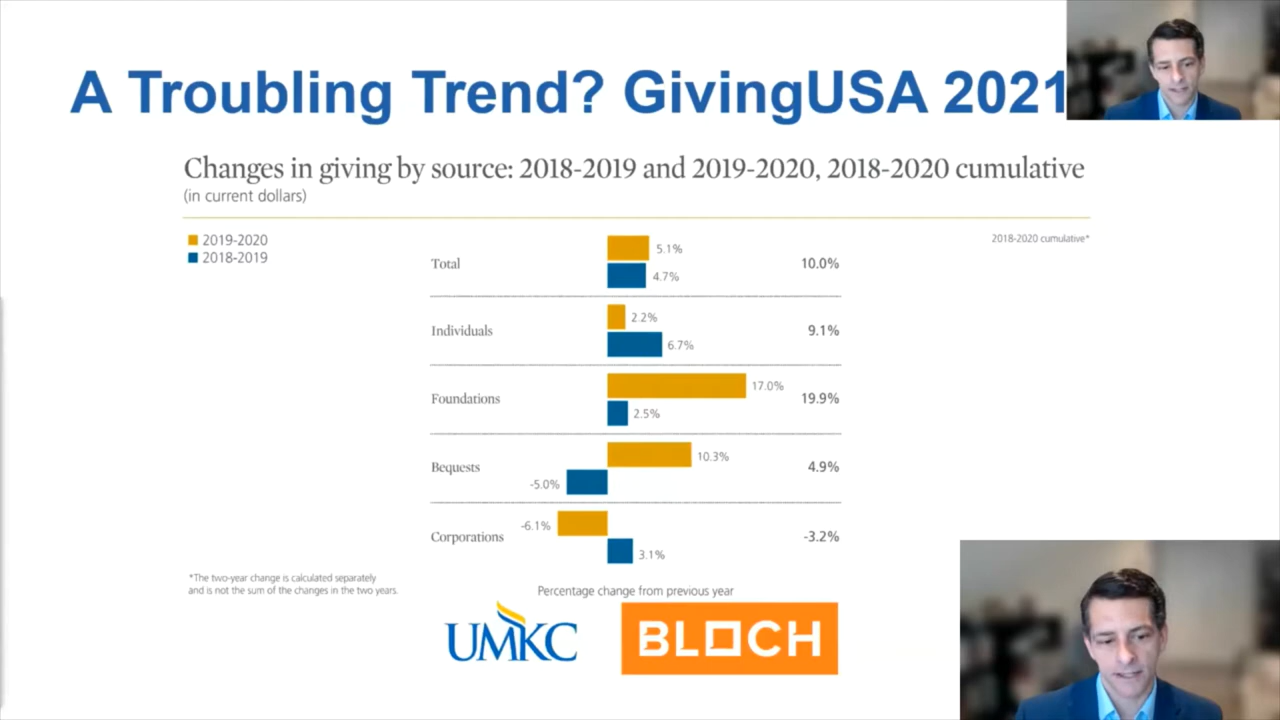 A Troubling Trend? GivingUSA 2021
Changes in giving by source: 2018-2019 and 2019-2020, 2018-2020 cumulative
(in current dollars)
2019-2020
2018-2019
2018-2020 cumulative*
Total
5.1%
4.7%
10.0%
Individuals
2.2%
6.7%
9.1%
Foundations
17.0%
2.5%
19.9%
Bequests
10.3%
-5.0%
4.9%
Corporations
-6.1%
3.1%
-3.2%
*The two-year change is calculated separately
and is not the sum of the changes in the two years.
Percentage change from previous year
UMKC
BLOCH